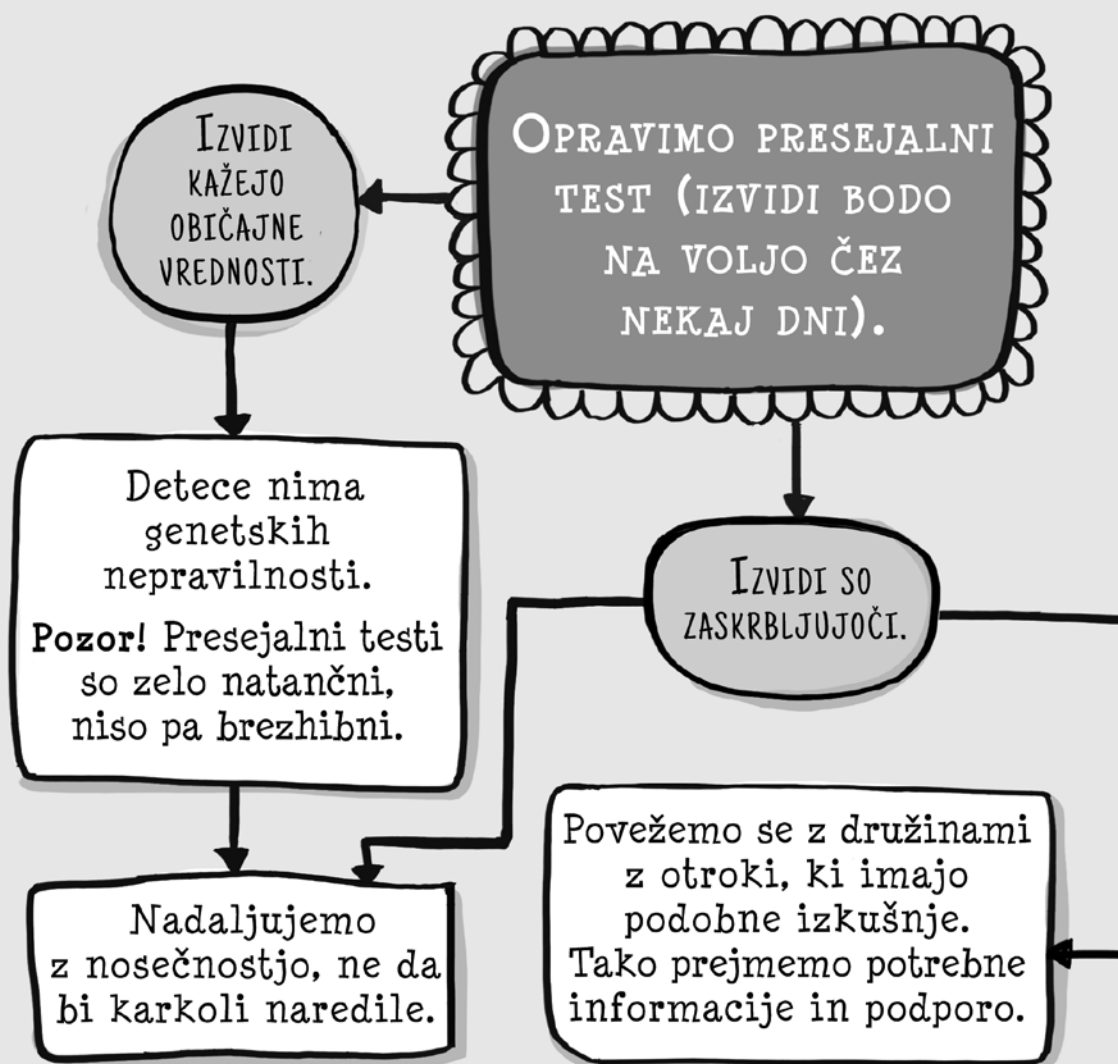 OPRAVIMO PRESEJALNI
TEST (IZVIDI BODO
NA VOLJO ČEZ
NEKAJ DNI).
IZVIDI
KAŽEJO
OBIČAJNE
VREDNOSTI.
Detece nima
genetskih
nepravilnosti.
Pozor! Presejalni testi
so zelo natančni,
niso pa brezhibni.
IZVIDI SO
ZASKRBLJUJOČI.
Nadaljujemo
z nosečnostjo, ne da
bi karkoli naredile.
Povežemo se z družinami
z otroki, ki imajo
podobne izkušnje.
Tako prejmemo potrebne
informacije in podporo.